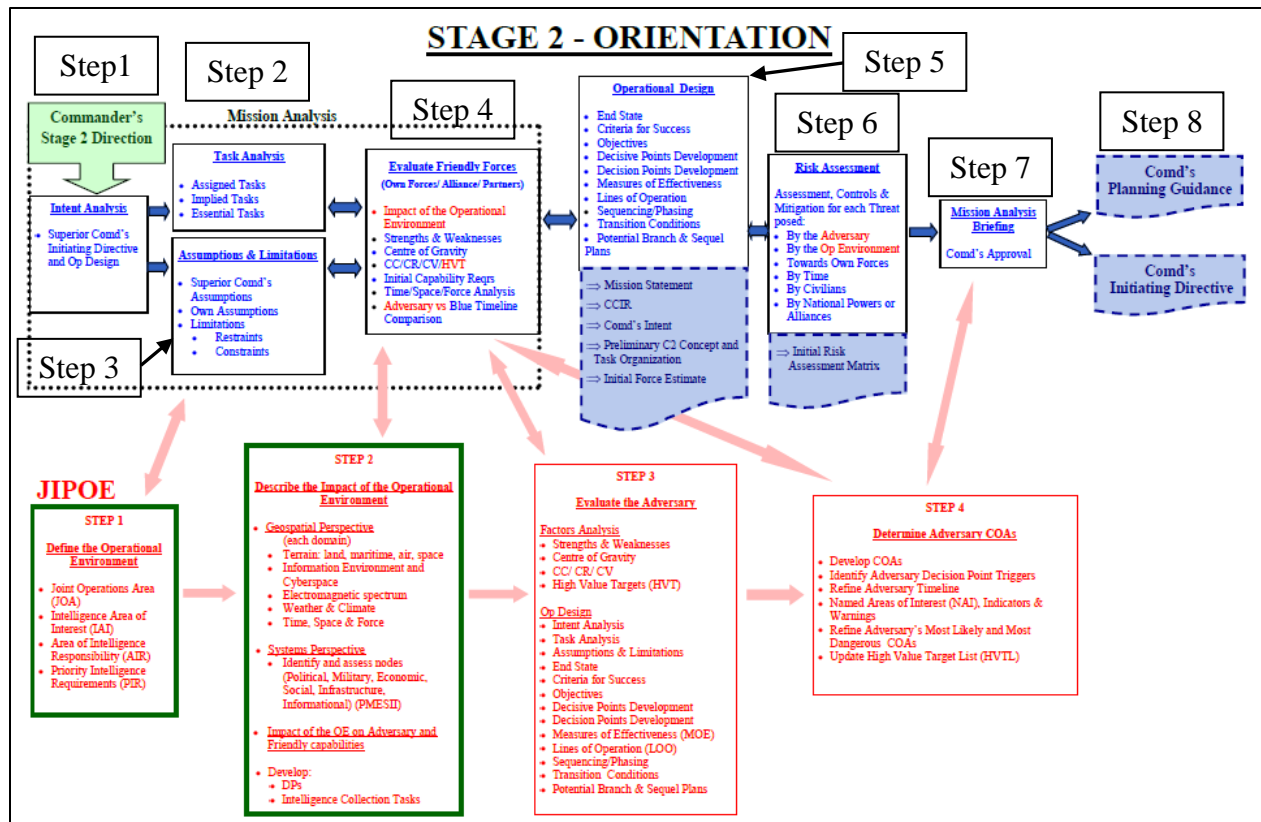 STAGE 2 - ORIENTATION
Step1
Step 2
Step 4
Step 5
Step 6
Step 7
Step 8
Step 3
Commander's
Stage 2 Direction
Mission Analysis
Intent Analysis
• Superior Comd's
Initiating Directive
and Op Design
Task Analysis
• Assigned Tasks
• Implied Tasks
• Essential Tasks
Assumptions & Limitations
• Superior Comd's
Assumptions
• Own Assumptions
• Limitations
• Restraints
• Constraints
Evaluate Friendly Forces
(Own Forces/ Alliance/ Partners)
• Impact of the Operational
Environment
• Strengths & Weaknesses
• Centre of Gravity
• CC/CR/CV/HVT
• Initial Capability Reqrs
• Time/Space/Force Analysis
• Adversary vs Blue Timeline
Comparison
Operational Design
• End State
• Criteria for Success
• Objectives
• Decisive Points Development
• Decision Points Development
• Measures of Effectiveness
• Lines of Operation
• Sequencing/Phasing
• Transition Conditions
• Potential Branch & Sequel
Plans
⇒ Mission Statement
⇒ CCIR
⇒ Comd's Intent
⇒ Preliminary C2 Concept and
Task Organization
⇒ Initial Force Estimate
Risk Assessment
Assessment, Controls &
Mitigation for each Threat
posed:
• By the Adversary
• By the Op Environment
• Towards Own Forces
• By Time
• By Civilians
• By National Powers or
Alliances
⇒ Initial Risk
Assessment Matrix
Mission Analysis
Briefing
Comd's Approval
Comd's
Planning Guidance
Comd's
Initiating Directive
JIPOE
STEP 1
Define the Operational
Environment
• Joint Operations Area
(JOA)
• Intelligence Area of
Interest (IAI)
• Area of Intelligence
Responsibility (AIR)
• Priority Intelligence
Requirements (PIR)
STEP 2
Describe the Impact of the Operational
Environment
• Geospatial Perspective
(each domain)
• Terrain: land, maritime, air, space
• Information Environment and
Cyberspace
• Electromagnetic spectrum
• Weather & Climate
• Time, Space & Force
• Systems Perspective
• Identify and assess nodes
(Political, Military, Economic,
Social, Infrastructure,
Informational) (PMESII)
• Impact of the OE on Adversary and
Friendly capabilities
• Develop:
• DPs
• Intelligence Collection Tasks
STEP 3
Evaluate the Adversary
Factors Analysis
• Strengths & Weaknesses
• Centre of Gravity
• CC/ CR/ CV
• High Value Targets (HVT)
Op Design
• Intent Analysis
• Task Analysis
• Assumptions & Limitations
• End State
• Criteria for Success
• Objectives
• Decisive Points Development
• Decision Points Development
• Measures of Effectiveness (MOE)
• Lines of Operation (LOO)
• Sequencing/Phasing
• Transition Conditions
• Potential Branch & Sequel Plans
STEP 4
Determine Adversary COAs
• Develop COAs
• Identify Adversary Decision Point Triggers
• Refine Adversary Timeline
• Named Areas of Interest (NAI), Indicators &
Warnings
• Refine Adversary's Most Likely and Most
Dangerous COAs
• Update High Value Target List (HVTL)